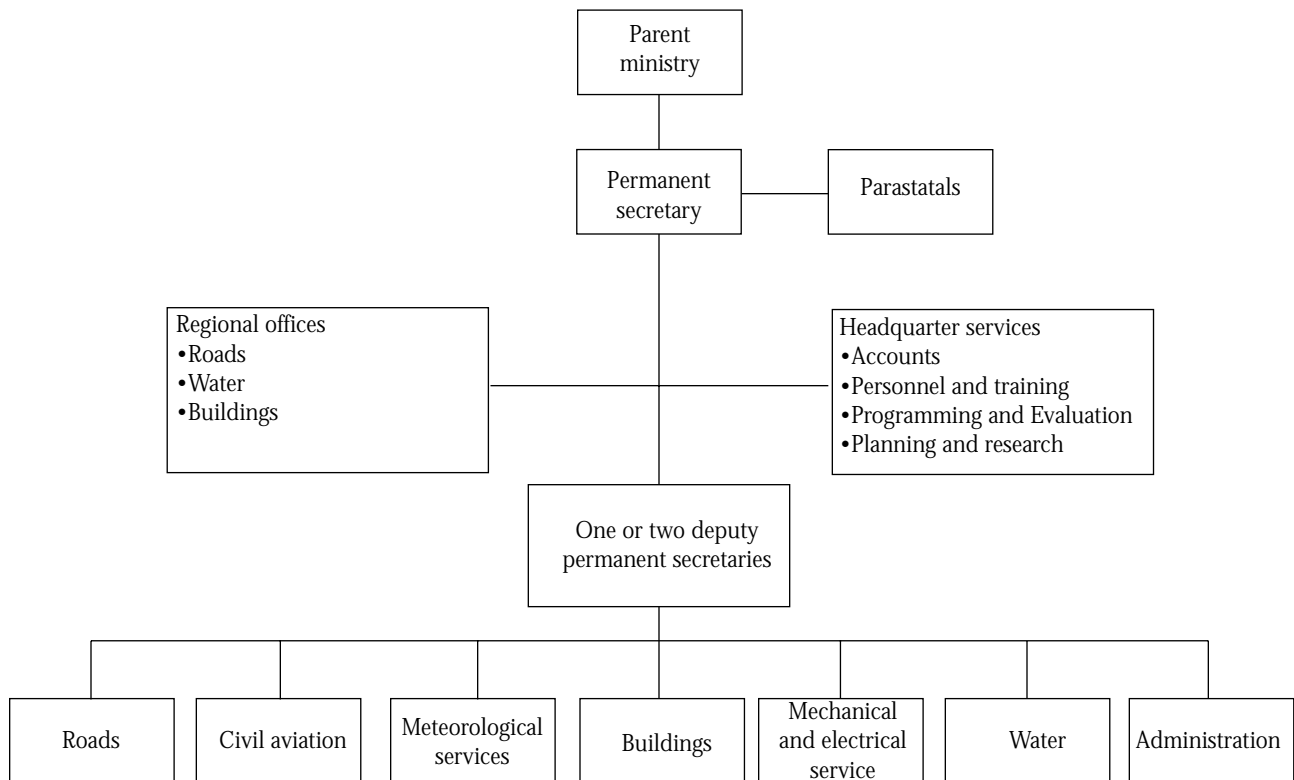 Parent
ministry
Permanent
secretary
Parastatals
Regional offices
•Roads
•Water
•Buildings
Headquarter services
•Accounts
•Personnel and training
•Programming and Evaluation
•Planning and research
One or two deputy
permanent secretaries
Roads
Civil aviation
Meteorological
services
Buildings
Mechanical
and electrical
service
Water
Administration